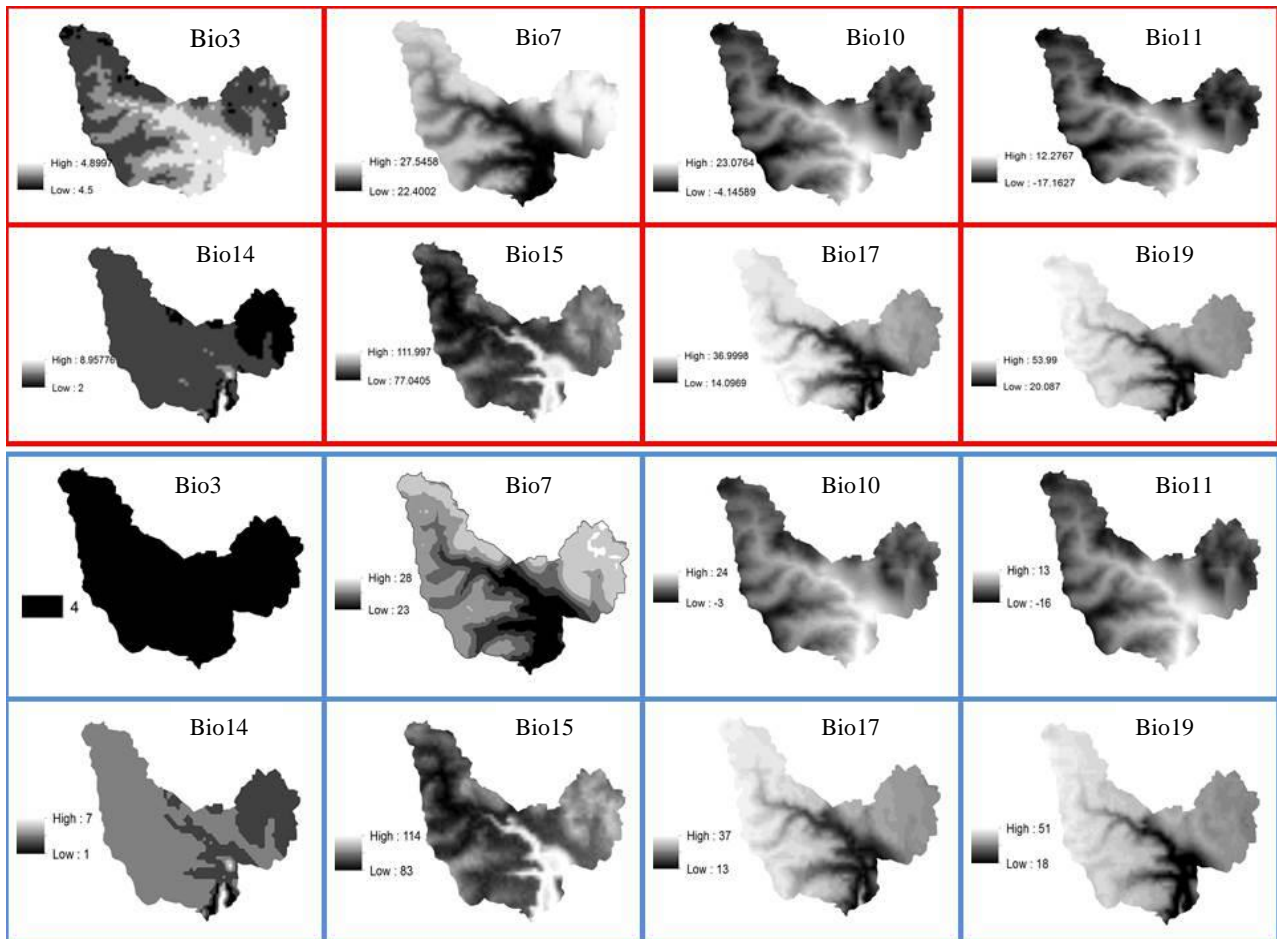 Bio3
High : 4.8997
Low : 4.5
Bio7
High : 27.5458
Low : 22.4002
Bio10
High : 23.0764
Low : -4.14589
Bio11
High : 12.2767
Low : -17.1627
Bio14
High : 8.95776
Low : 2
Bio15
High : 111.997
Low : 77.0405
Bio17
High : 36.9998
Low : 14.0969
Bio19
High : 53.99
Low : 20.087
Bio3
4
Bio7
High : 28
Low : 23
Bio10
High : 24
Low : -3
Bio11
High : 13
Low : -16
Bio14
High : 7
Low : 1
Bio15
High : 114
Low : 83
Bio17
High : 37
Low : 13
Bio19
High : 51
Low : 18